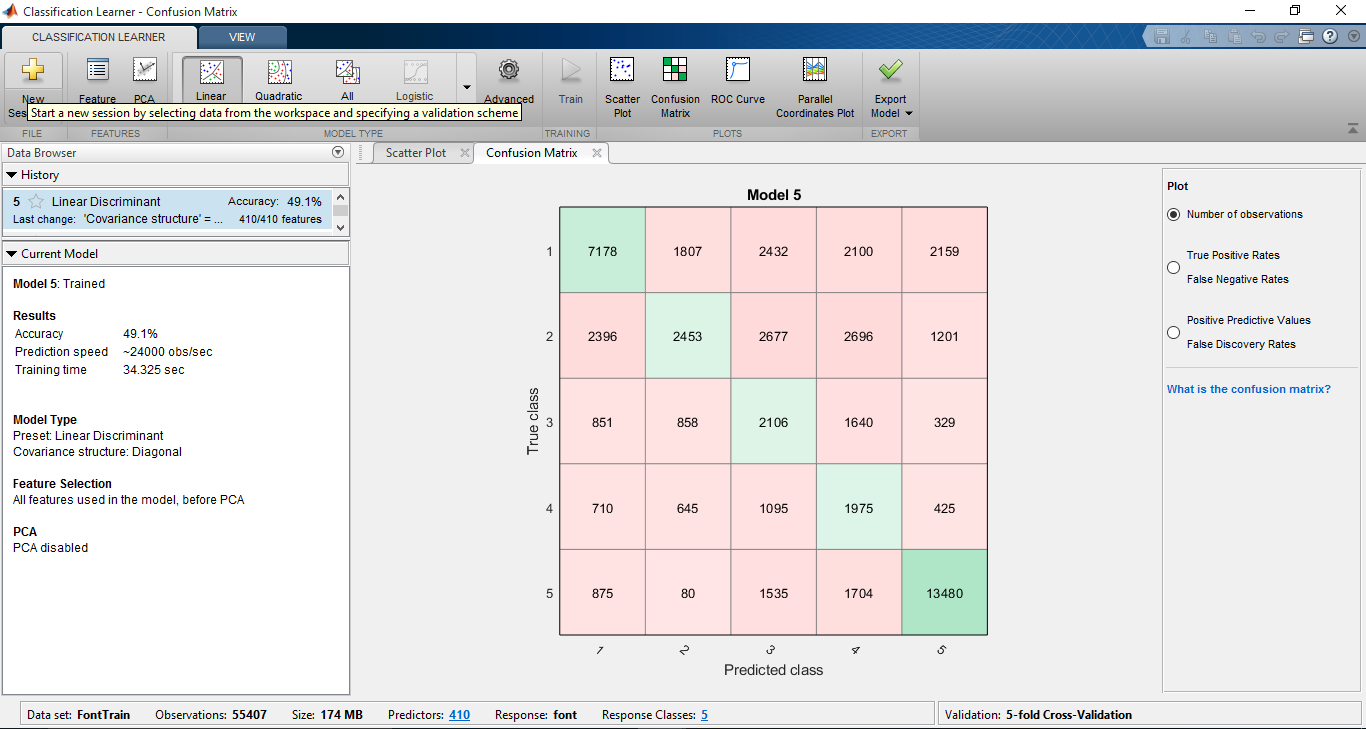 Classification Learner - Confusion Matrix
CLASSIFICATION LEARNER VIEW
New Feature PCA Linear Quadratic All Logistic Advanced Train Scatter Plot Confusion Matrix ROC Curve Parallel Coordinates Plot Export Model
Start a new session by selecting data from the workspace and specifying a validation scheme
FILE FEATURES MODEL TYPE TRAINING PLOTS EXPORT
Data Browser
History
5 Linear Discriminant Accuracy: 49.1%
Last change: 'Covariance structure' = ... 410/410 features
Current Model
Model 5: Trained
Results
Accuracy 49.1%
Prediction speed ~24000 obs/sec
Training time 34.325 sec
Model Type
Preset: Linear Discriminant
Covariance structure: Diagonal
Feature Selection
All features used in the model, before PCA
PCA
PCA disabled
Scatter Plot Confusion Matrix
Model 5
True class
1 7178 1807 2432 2100 2159
2 2396 2453 2677 2696 1201
3 851 858 2106 1640 329
4 710 645 1095 1975 425
5 875 80 1535 1704 13480
1 2 3 4 5
Predicted class
Plot
Number of observations
True Positive Rates
False Negative Rates
Positive Predictive Values
False Discovery Rates
What is the confusion matrix?
Data set: FontTrain Observations: 55407 Size: 174 MB Predictors: 410 Response: font Response Classes: 5 Validation: 5-fold Cross-Validation